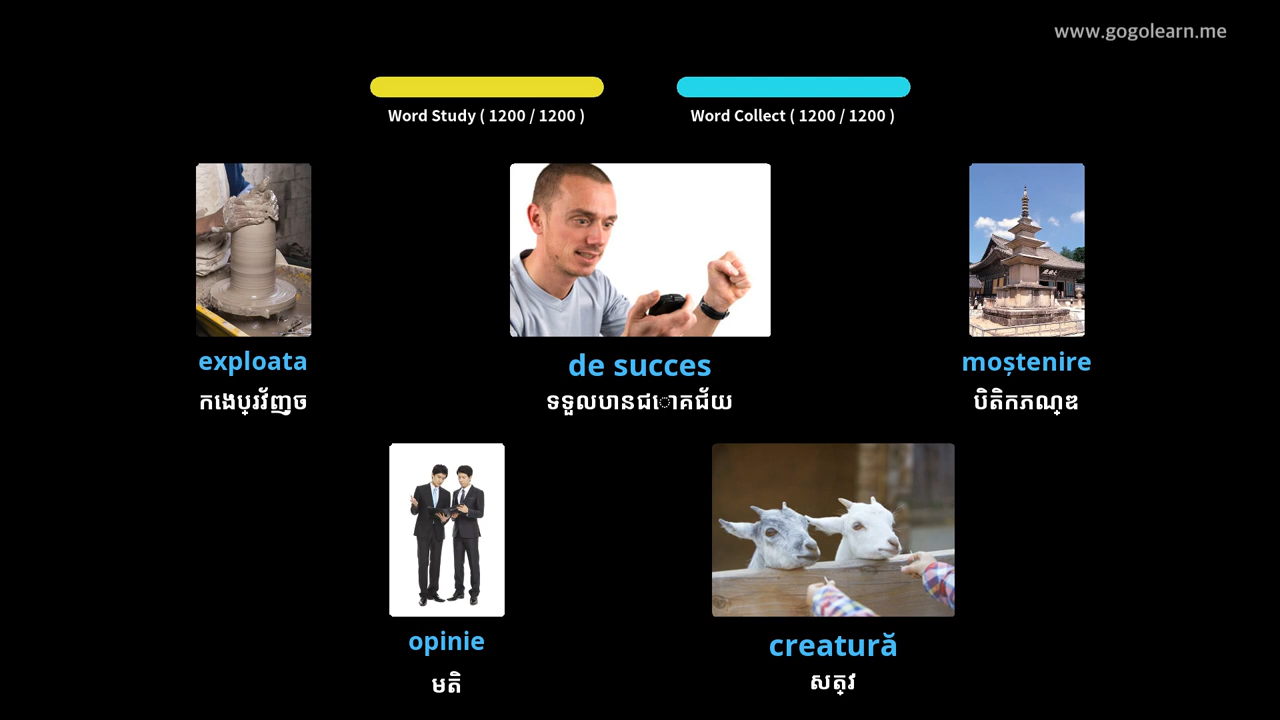 www.gogolearn.me
Word Study ( 1200 / 1200 )
Word Collect ( 1200 / 1200 )
exploata
កេងប្រវ័ញ្ច
de succes
ទទួលបានជោគជ័យ
moștenire
បិតិកភណ្ឌ
opinie
មតិ
creatură
សត្វ